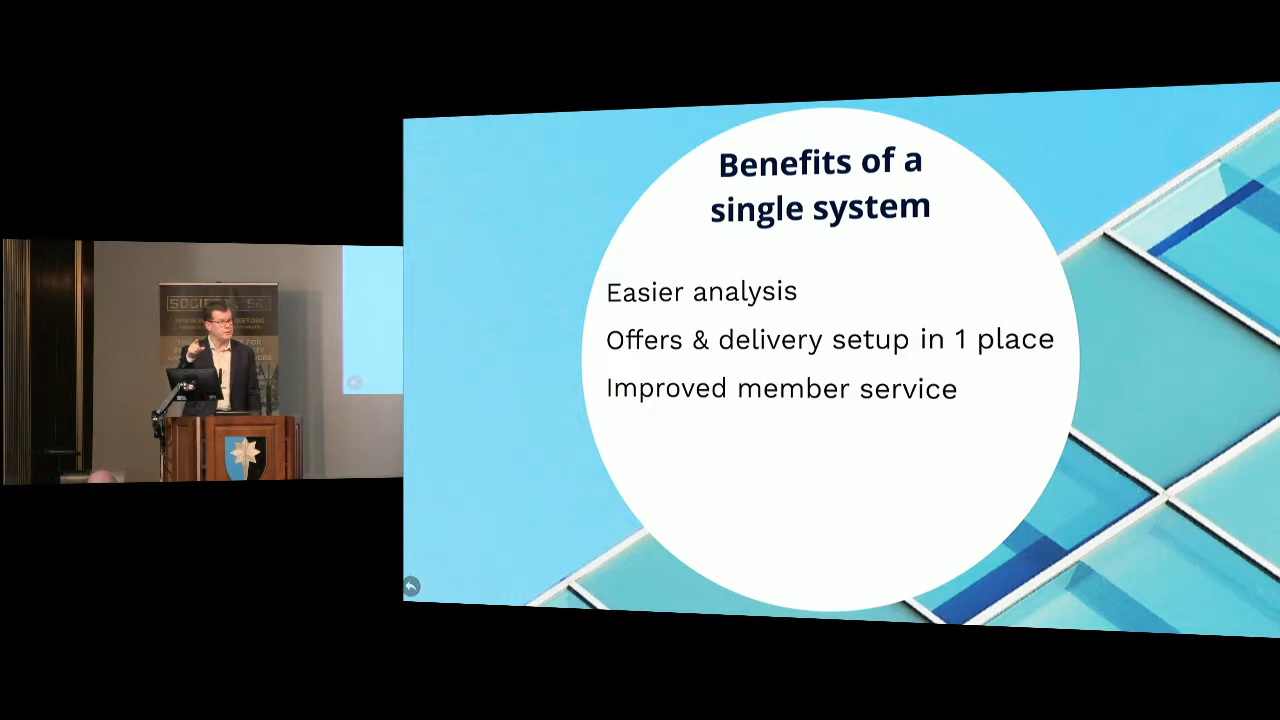 Benefits of a
single system
Easier analysis
Offers & delivery setup in 1 place
Improved member service